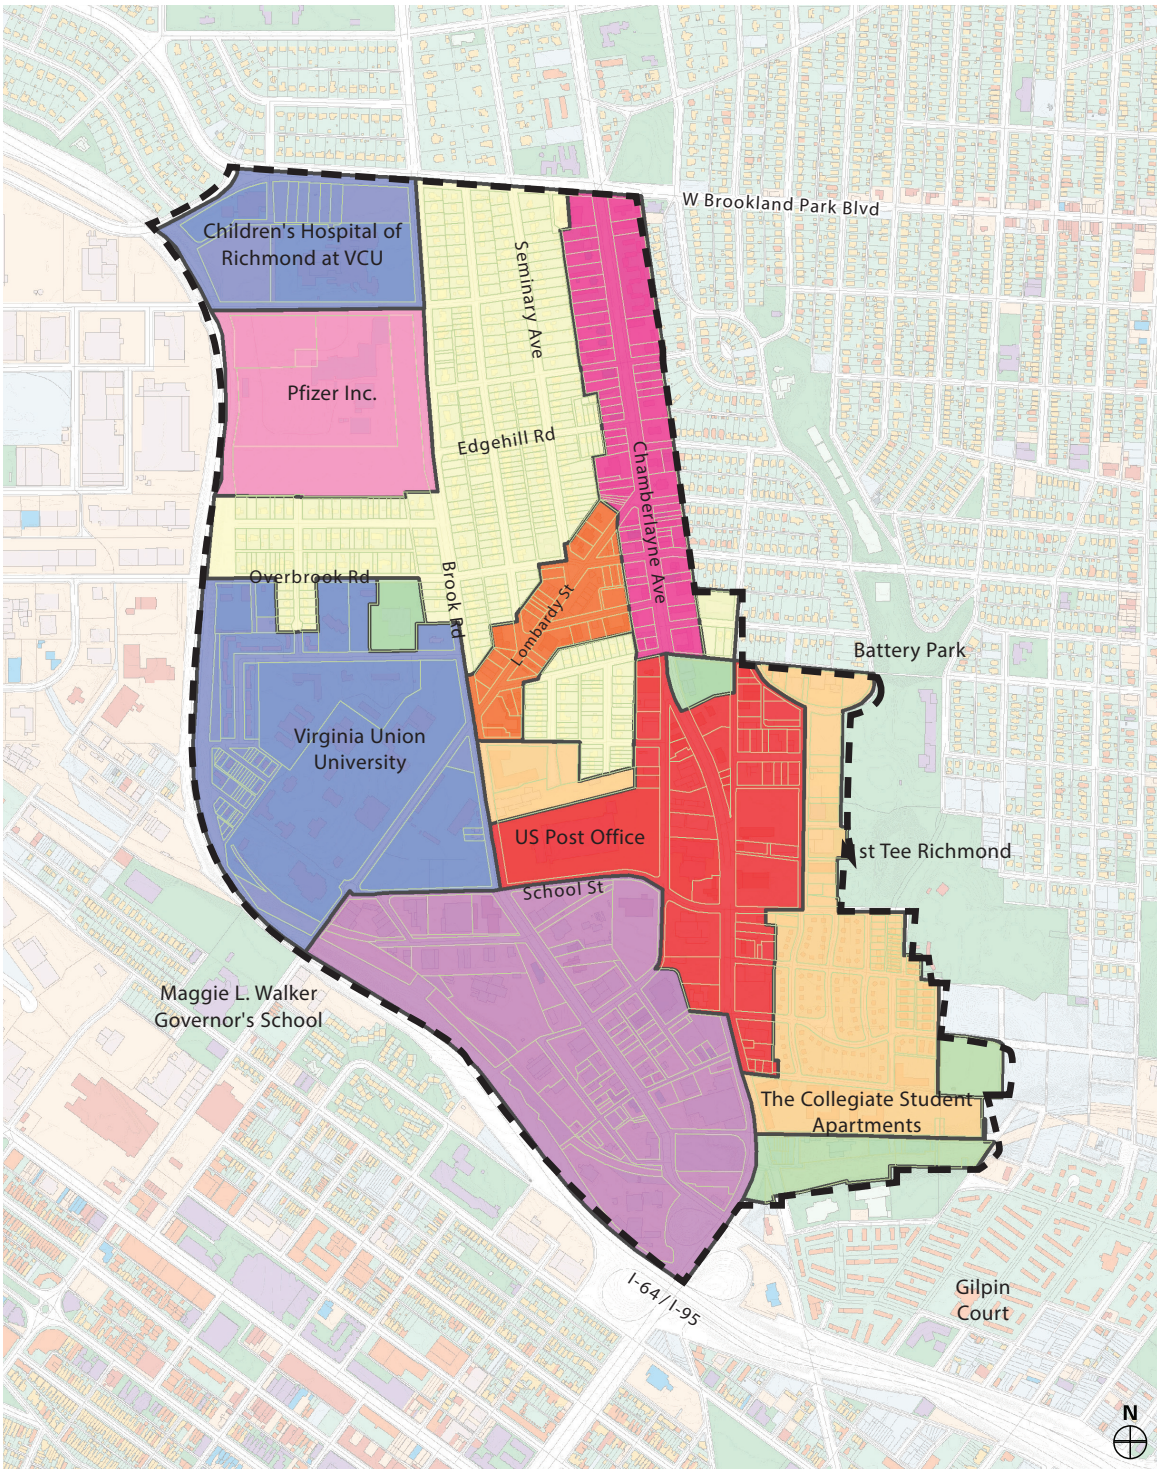 W Brookland Park Blvd
Children's Hospital of
Richmond at VCU
Seminary Ave
Pfizer Inc.
Edgehill Rd
Chamberlayne Ave
Overbrook Rd
Brook Rd
Lombardy St
Battery Park
Virginia Union
University
US Post Office
1st Tee Richmond
School St
Maggie L. Walker
Governor's School
The Collegiate Student
Apartments
I-64 / I-95
Gilpin
Court
N